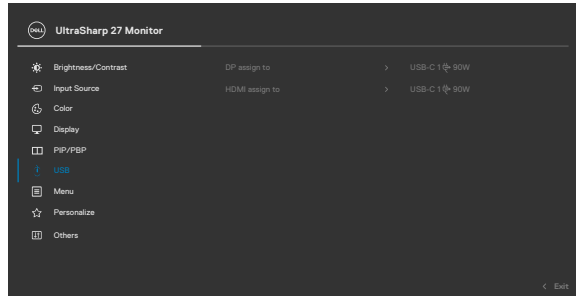 DELL UltraSharp 27 Monitor
Brightness/Contrast DP assign to > USB-C 1 90W
Input Source HDMI assign to > USB-C 1 90W
Color
Display
PIP/PBP
USB
Menu
Personalize
Others
< Exit